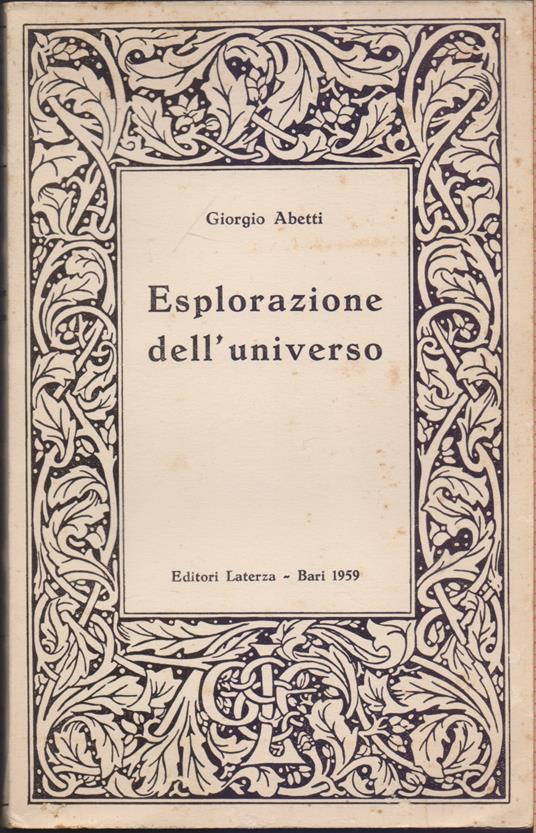 Giorgio Abetti
Esplorazione
dell'universo
Editori Laterza - Bari 1959